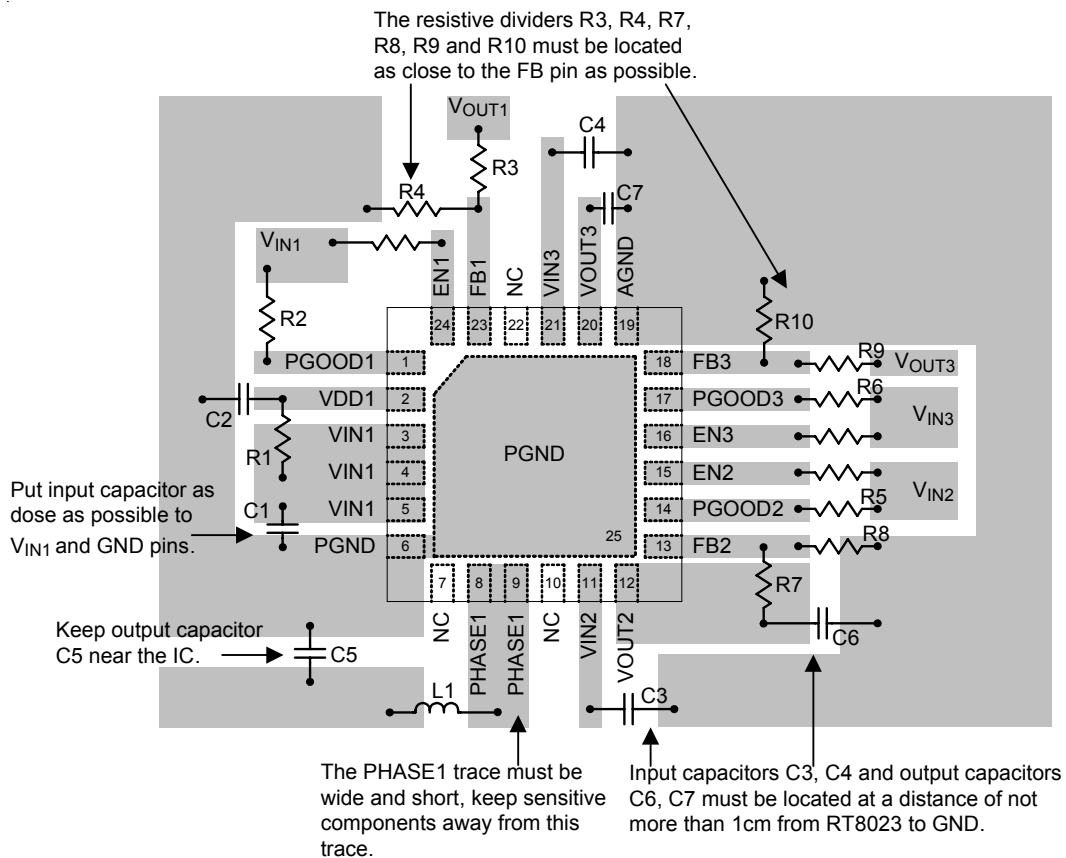 The resistive dividers R3, R4, R7,
R8, R9 and R10 must be located
as close to the FB pin as possible.
VOUT1
C4
R3
R4
C7
VIN1
EN1
FB1
NC
VIN3
VOUT3
AGND
R2
R10
24
23
22
21
20
19
PGOOD1
1
18
FB3
R9
VOUT3
C2
VDD1
2
17
PGOOD3
R6
VIN3
R1
VIN1
3
16
EN3
VIN1
4
PGND
15
EN2
VIN2
C1
VIN1
5
14
PGOOD2
R5
PGND
6
25
13
FB2
R8
Put input capacitor as
dose as possible to
VIN1 and GND pins.
7
8
9
10
11
12
R7
NC
PHASE1
PHASE1
NC
VIN2
VOUT2
C6
Keep output capacitor
C5 near the IC.
C5
L1
C3
The PHASE1 trace must be
wide and short, keep sensitive
components away from this
trace.
Input capacitors C3, C4 and output capacitors
C6, C7 must be located at a distance of not
more than 1cm from RT8023 to GND.